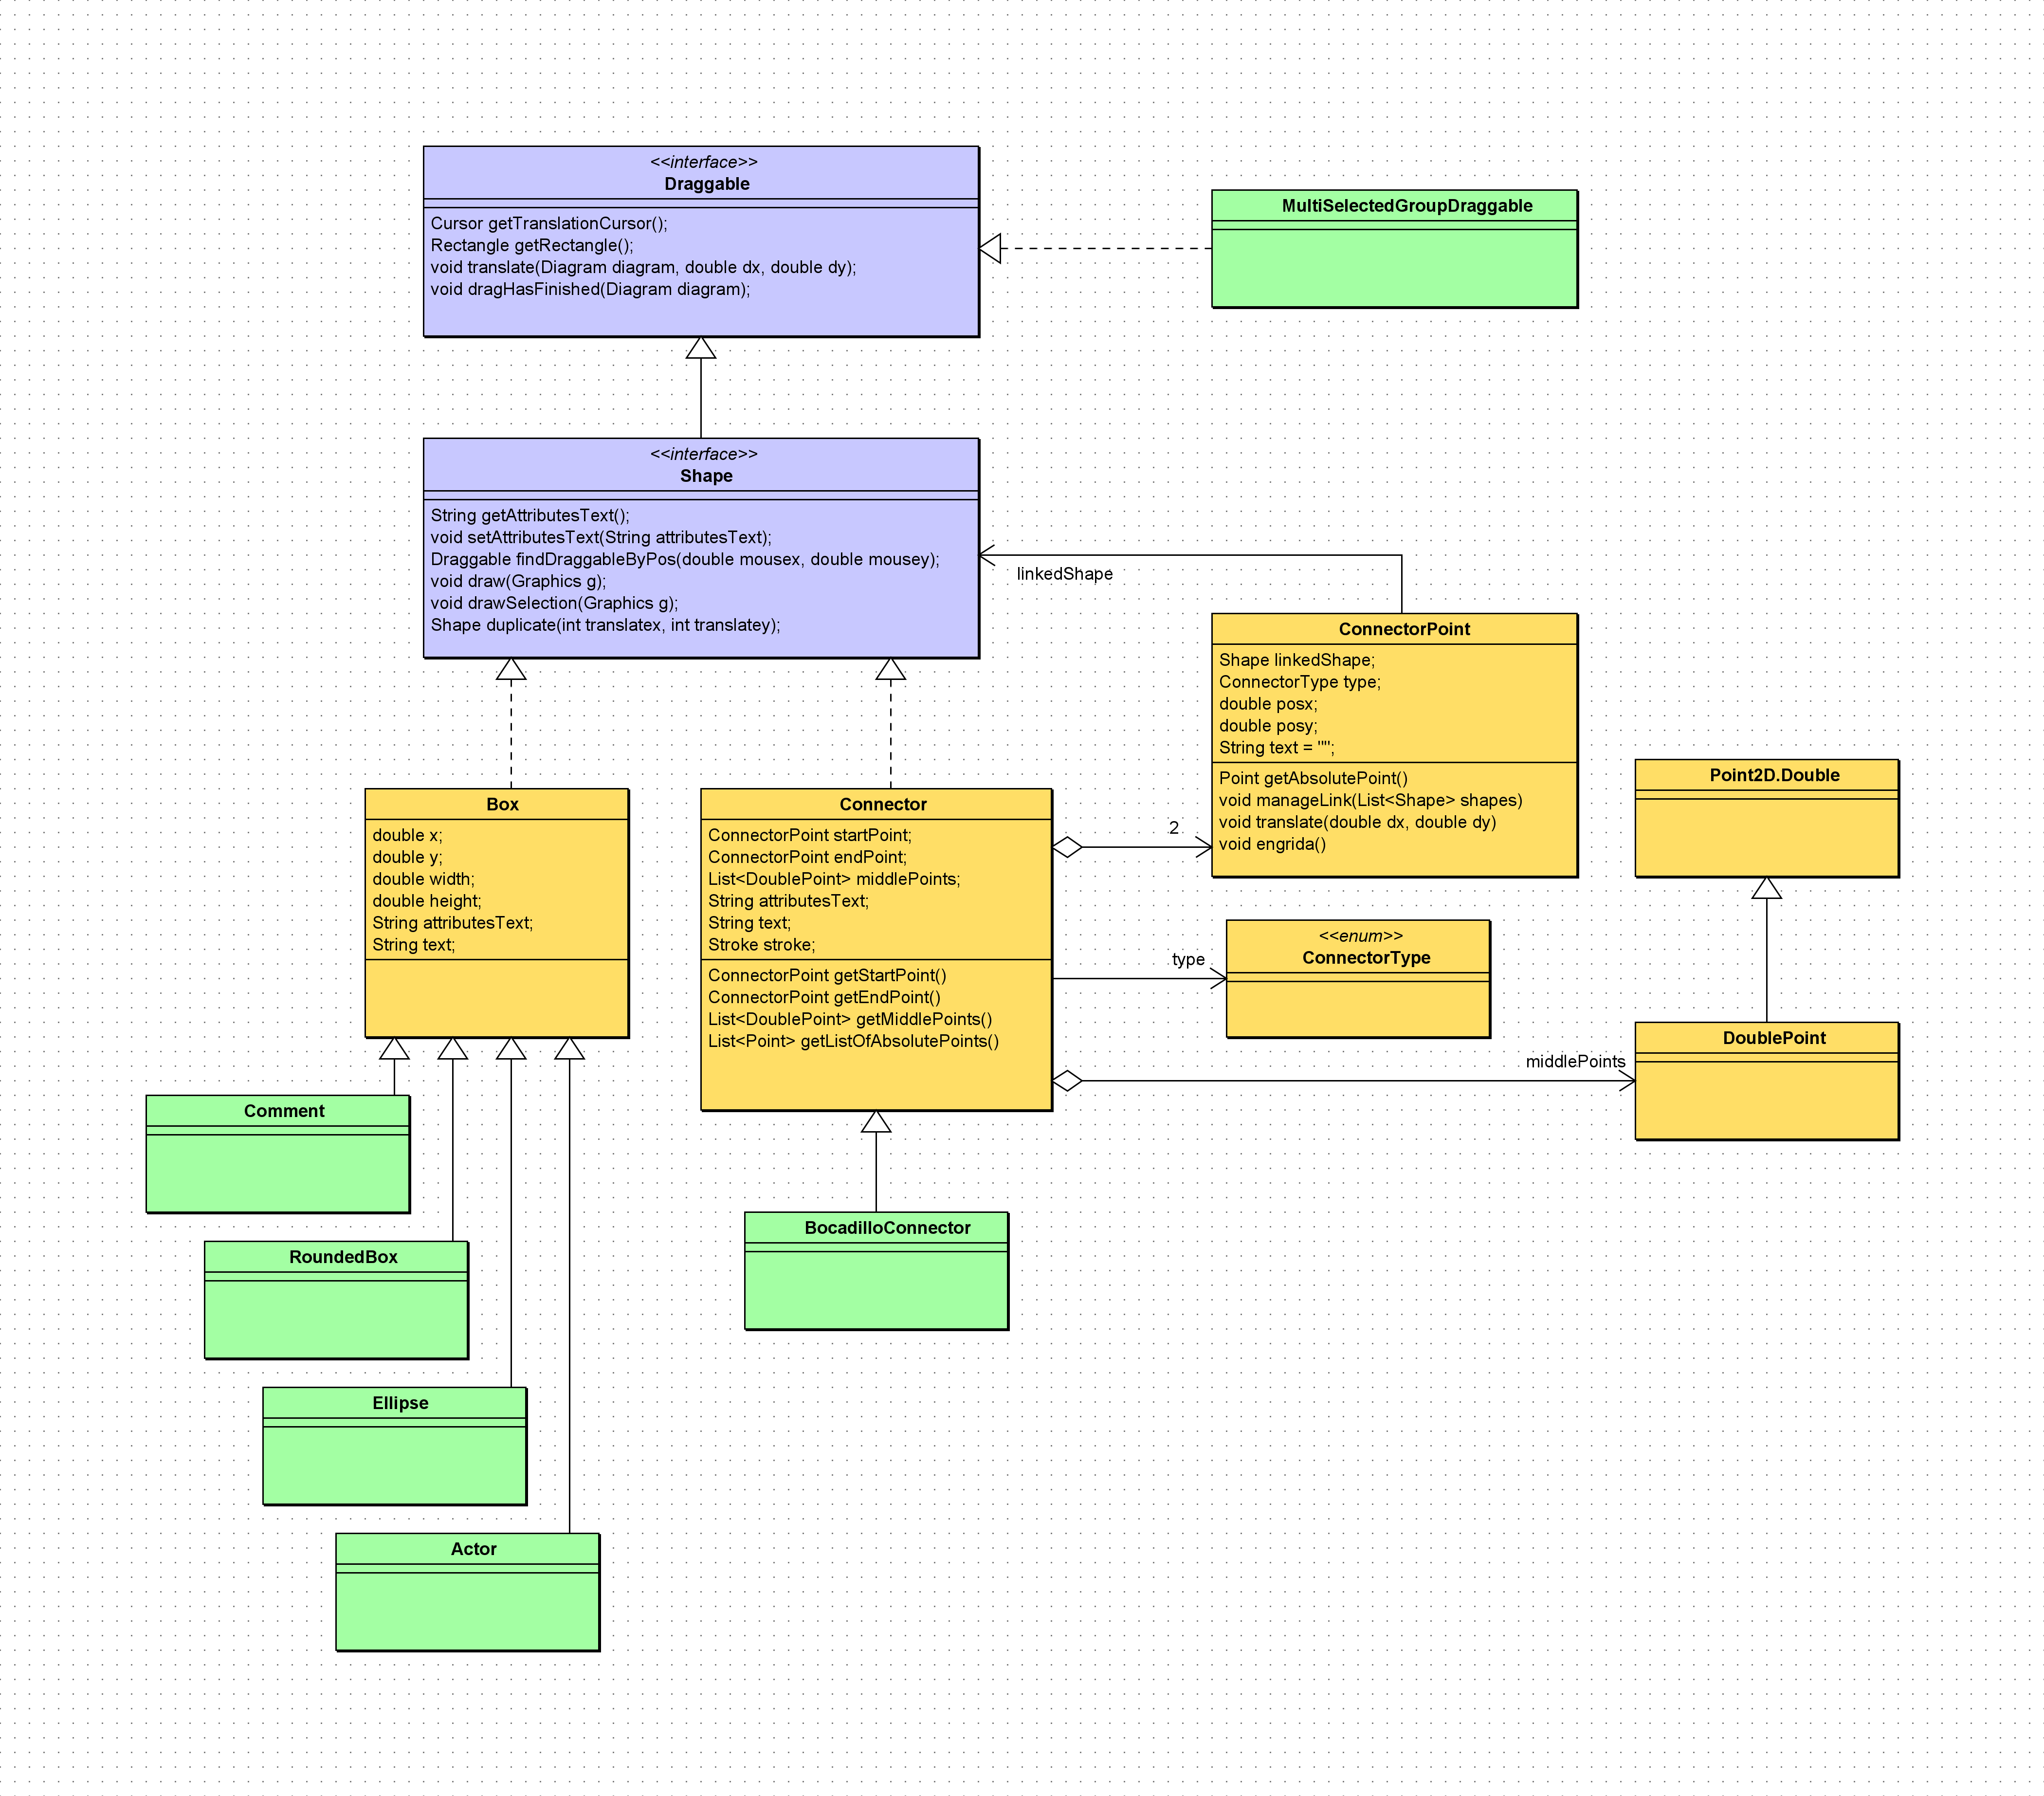 <<interface>>
Draggable
Cursor getTranslationCursor();
Rectangle getRectangle();
void translate(Diagram diagram, double dx, double dy);
void dragHasFinished(Diagram diagram);
MultiSelectedGroupDraggable
<<interface>>
Shape
String getAttributesText();
void setAttributesText(String attributesText);
Draggable findDraggableByPos(double mousex, double mousey);
void draw(Graphics g);
void drawSelection(Graphics g);
Shape duplicate(int translatex, int translatey);
linkedShape
ConnectorPoint
Shape linkedShape;
ConnectorType type;
double posx;
double posy;
String text = "";
Point getAbsolutePoint()
void manageLink(List<Shape> shapes)
void translate(double dx, double dy)
void engrida()
Point2D.Double
Box
double x;
double y;
double width;
double height;
String attributesText;
String text;
Connector
ConnectorPoint startPoint;
ConnectorPoint endPoint;
List<DoublePoint> middlePoints;
String attributesText;
String text;
Stroke stroke;
ConnectorPoint getStartPoint()
ConnectorPoint getEndPoint()
List<DoublePoint> getMiddlePoints()
List<Point> getListOfAbsolutePoints()
2
type
<<enum>>
ConnectorType
middlePoints
DoublePoint
Comment
RoundedBox
Ellipse
Actor
BocadilloConnector